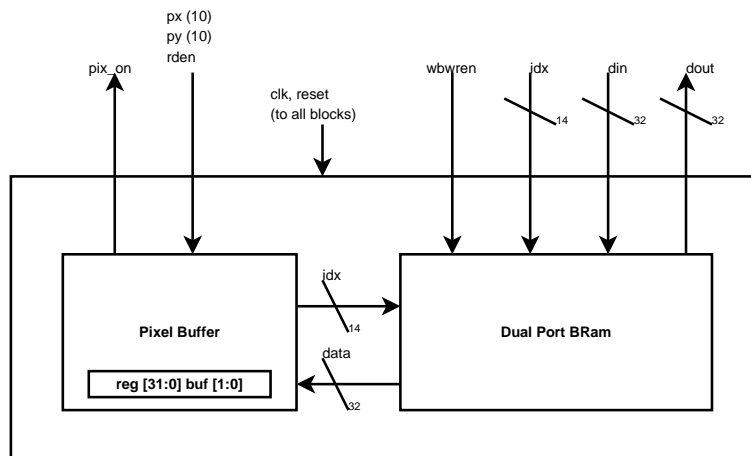 px (10)
py (10)
rden
pix_on
wbwren
idx
din
dout
clk, reset
(to all blocks)
14
32
32
idx
14
Pixel Buffer
Dual Port BRam
data
32
reg [31:0] buf [1:0]